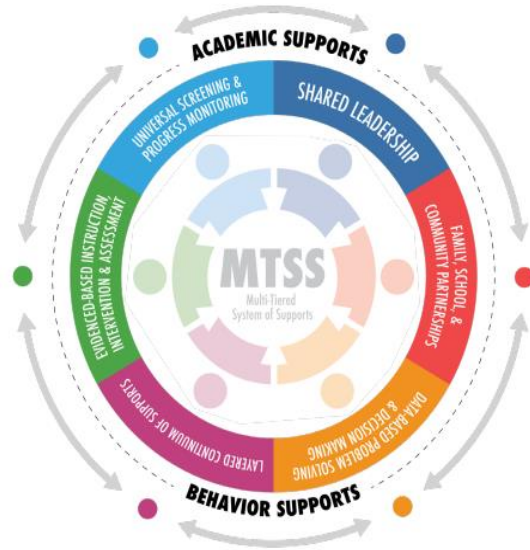 ACADEMIC SUPPORTS
UNIVERSAL SCREENING &
PROGRESS MONITORING
SHARED LEADERSHIP
FAMILY, SCHOOL, &
COMMUNITY PARTNERSHIPS
DATA-BASED PROBLEM SOLVING
& DECISION MAKING
LAYERED CONTINUUM OF SUPPORTS
EVIDENCED-BASED INSTRUCTION,
INTERVENTION & ASSESSMENT
MTSS
Multi-Tiered
System of Supports
BEHAVIOR SUPPORTS